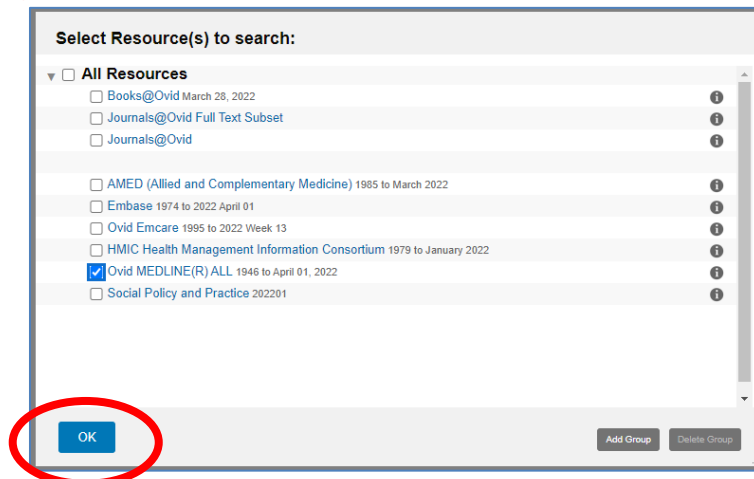 Select Resource(s) to search:
All Resources
Books@Ovid March 28, 2022
Journals@Ovid Full Text Subset
Journals@Ovid
AMED (Allied and Complementary Medicine) 1985 to March 2022
Embase 1974 to 2022 April 01
Ovid Emcare 1995 to 2022 Week 13
HMIC Health Management Information Consortium 1979 to January 2022
Ovid MEDLINE(R) ALL 1946 to April 01, 2022
Social Policy and Practice 202201
OK Add Group Delete Group